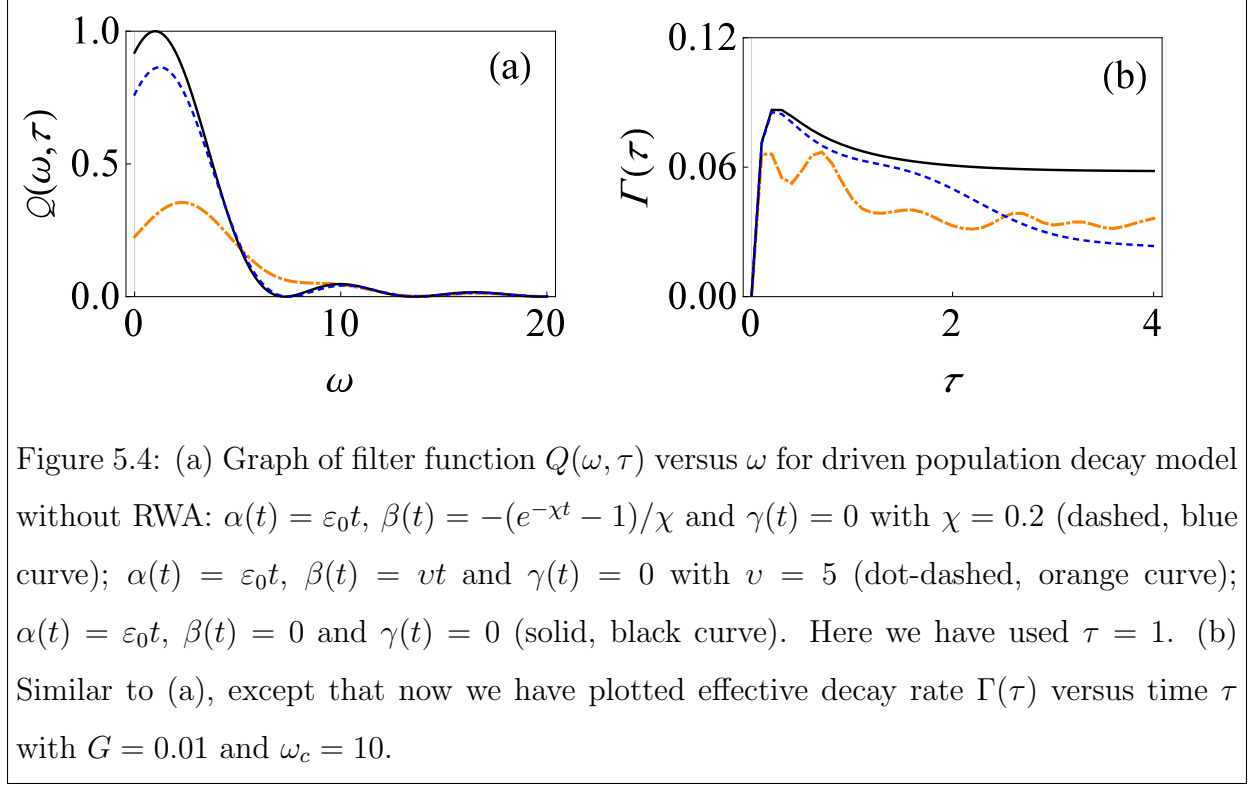 1.0
0.5
0.0
Q(ω,τ)
(a)
0
10
20
ω
0.12
0.06
0.00
Γ(τ)
(b)
0
2
4
τ
Figure 5.4: (a) Graph of filter function Q(ω, τ) versus ω for driven population decay model
without RWA: α(t) = ε₀t, β(t) = −(e^{−χt} − 1)/χ and γ(t) = 0 with χ = 0.2 (dashed, blue
curve); α(t) = ε₀t, β(t) = υt and γ(t) = 0 with υ = 5 (dot-dashed, orange curve);
α(t) = ε₀t, β(t) = 0 and γ(t) = 0 (solid, black curve). Here we have used τ = 1. (b)
Similar to (a), except that now we have plotted effective decay rate Γ(τ) versus time τ
with G = 0.01 and ω_c = 10.